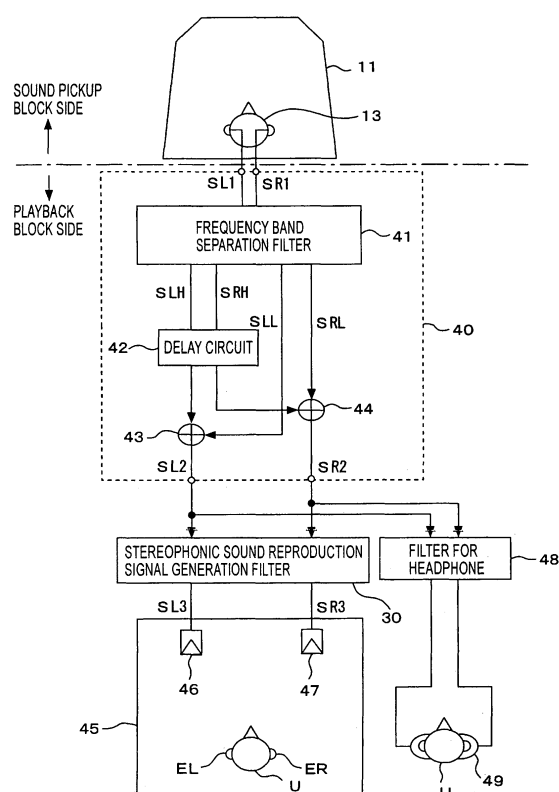 11
SOUND PICKUP
BLOCK SIDE
13
SL1 SR1
PLAYBACK
BLOCK SIDE
FREQUENCY BAND
SEPARATION FILTER
41
SLH SRH
SLL SRL
40
42
DELAY CIRCUIT
44
43
SL2 SR2
STEREOPHONIC SOUND REPRODUCTION
SIGNAL GENERATION FILTER
FILTER FOR
HEADPHONE
48
SL3 SR3
30
46 47
45
EL ER
U
49
U